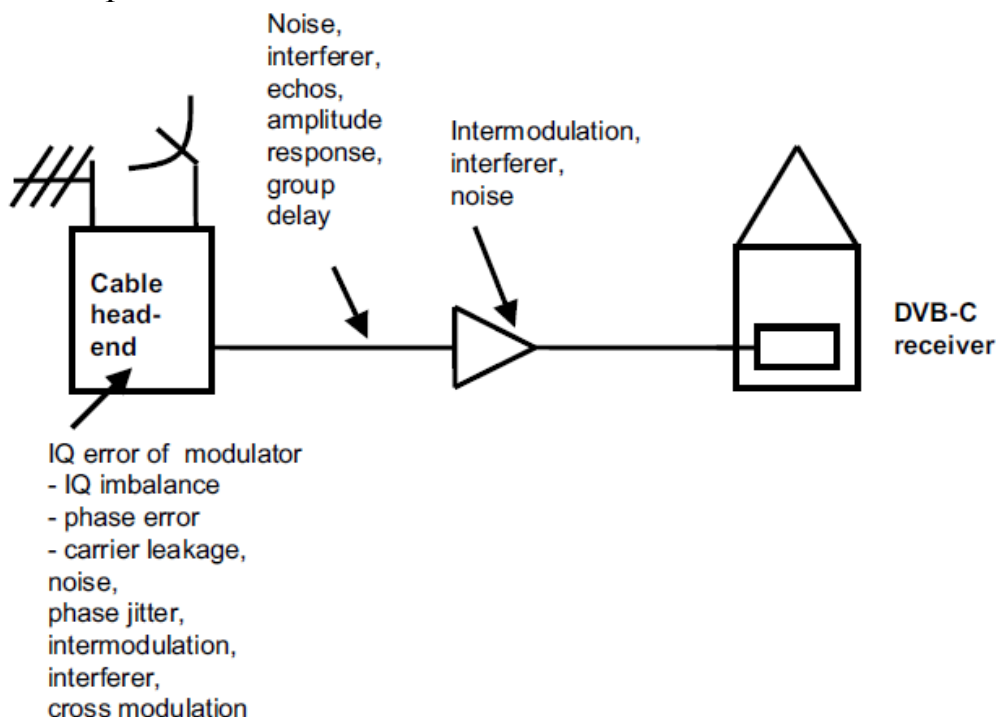 Noise,
interferer,
echos,
amplitude
response,
group
delay
Intermodulation,
interferer,
noise
Cable
head-
end
DVB-C
receiver
IQ error of  modulator
- IQ imbalance
- phase error
- carrier leakage,
noise,
phase jitter,
intermodulation,
interferer,
cross modulation